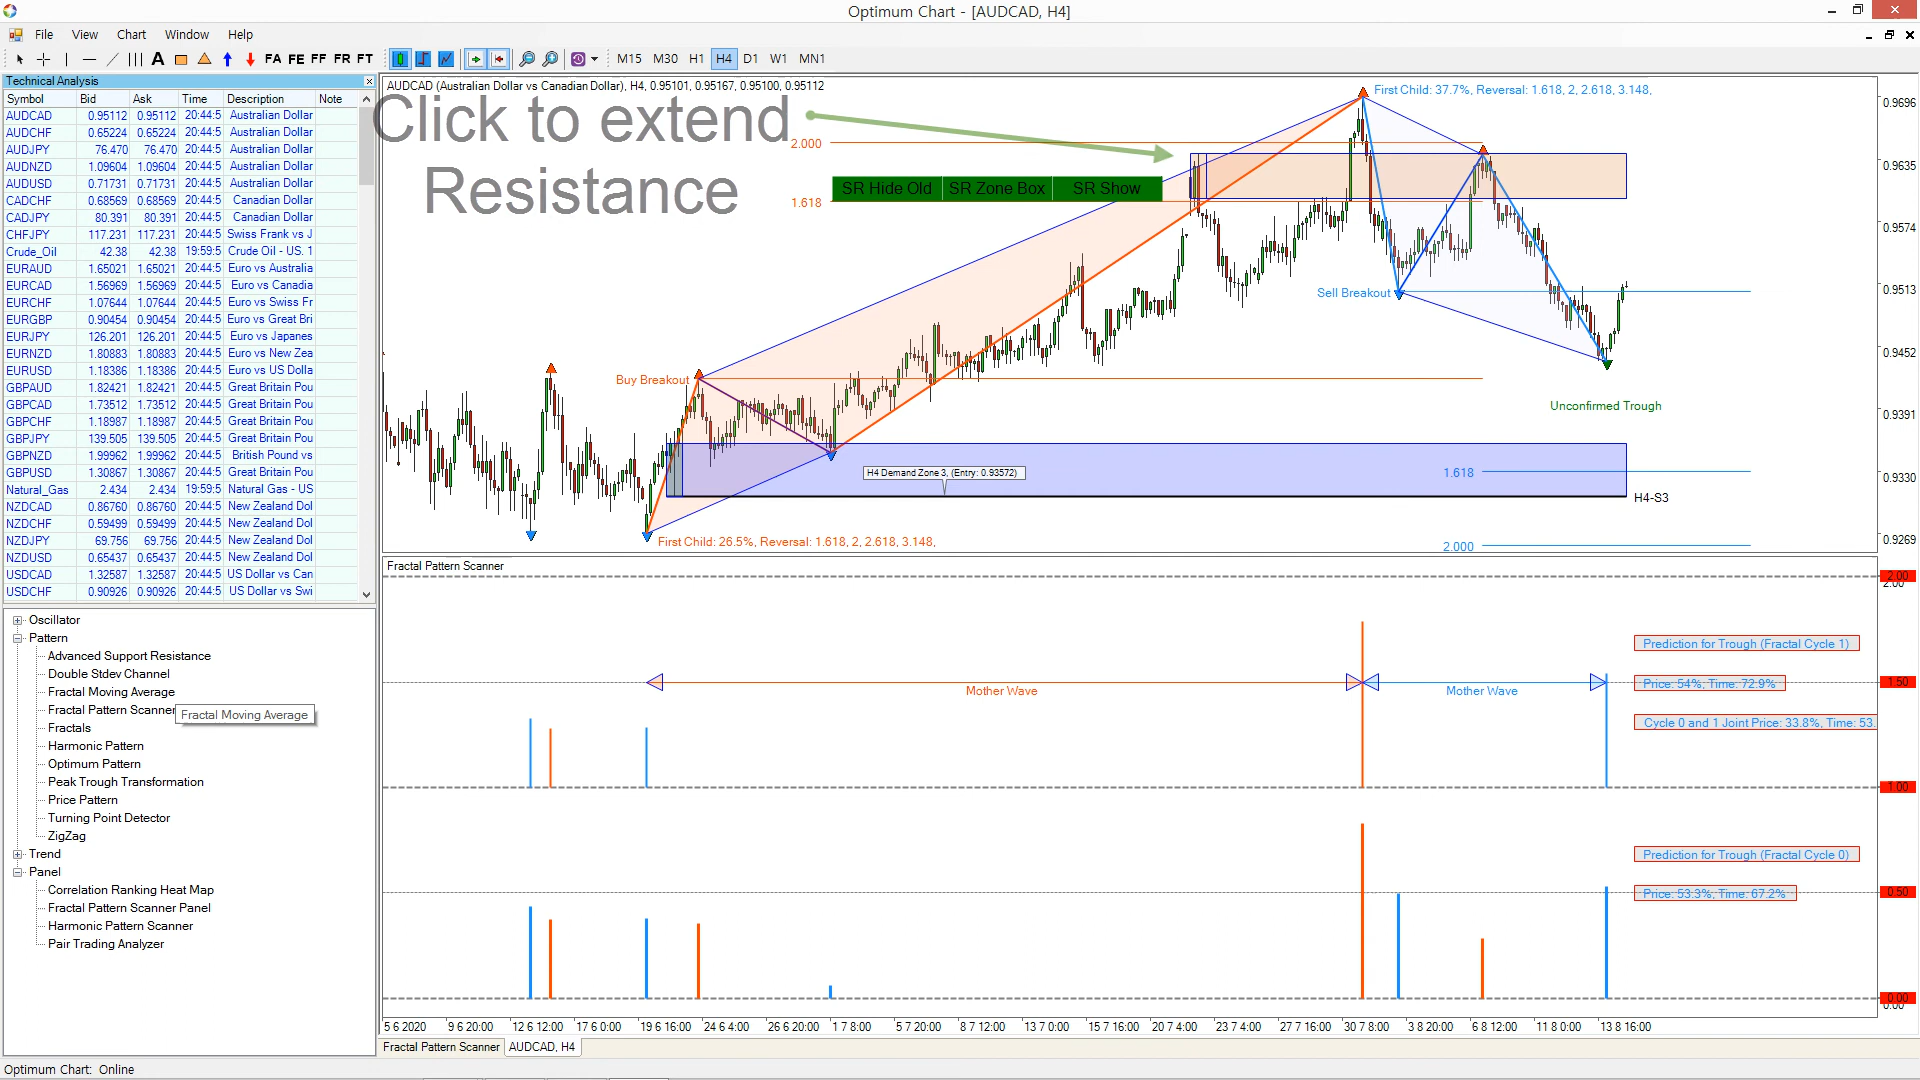 Optimum Chart - [AUDCAD, H4]
File View Chart Window Help
A FA FE FF FR FT M15 M30 H1 H4 D1 W1 MN1
Technical Analysis
Symbol Bid Ask Time Description Note
AUDCAD 0.95112 0.95112 20:44:5 Australian Dollar
AUDCHF 0.65224 0.65224 20:44:5 Australian Dollar
AUDJPY 76.470 76.470 20:44:5 Australian Dollar
AUDNZD 1.09604 1.09604 20:44:5 Australian Dollar
AUDUSD 0.71731 0.71731 20:44:5 Australian Dollar
CADCHF 0.68569 0.68569 20:44:5 Canadian Dollar
CADJPY 80.391 80.391 20:44:5 Canadian Dollar
CHFJPY 117.231 117.231 20:44:5 Swiss Frank vs J
Crude_Oil 42.38 42.38 19:59:5 Crude Oil - US. 1
EURAUD 1.65021 1.65021 20:44:5 Euro vs Australia
EURCAD 1.56969 1.56969 20:44:5 Euro vs Canadia
EURCHF 1.07644 1.07644 20:44:5 Euro vs Swiss Fr
EURGBP 0.90454 0.90454 20:44:5 Euro vs Great Bri
EURJPY 126.201 126.201 20:44:5 Euro vs Japanes
EURNZD 1.80883 1.80883 20:44:5 Euro vs New Zea
EURUSD 1.18386 1.18386 20:44:5 Euro vs US Dolla
GBPAUD 1.82421 1.82421 20:44:5 Great Britain Pou
GBPCAD 1.73512 1.73512 20:44:5 Great Britain Pou
GBPCHF 1.18987 1.18987 20:44:5 Great Britain Pou
GBPJPY 139.505 139.505 20:44:5 Great Britain Pou
GBPNZD 1.99962 1.99962 20:44:5 British Pound vs
GBPUSD 1.30867 1.30867 20:44:5 Great Britain Pou
Natural_Gas 2.434 2.434 19:59:5 Natural Gas - US
NZDCAD 0.86760 0.86760 20:44:5 New Zealand Dol
NZDCHF 0.59499 0.59499 20:44:5 New Zealand Dol
NZDJPY 69.756 69.756 20:44:5 New Zealand Dol
NZDUSD 0.65437 0.65437 20:44:5 New Zealand Dol
USDCAD 1.32587 1.32587 20:44:5 US Dollar vs Can
USDCHF 0.90926 0.90926 20:44:5 US Dollar vs Swi
Oscillator
Pattern
Advanced Support Resistance
Double Stdev Channel
Fractal Moving Average
Fractal Pattern Scanner
Fractal Moving Average
Fractals
Harmonic Pattern
Optimum Pattern
Peak Trough Transformation
Price Pattern
Turning Point Detector
ZigZag
Trend
Panel
Correlation Ranking Heat Map
Fractal Pattern Scanner Panel
Harmonic Pattern Scanner
Pair Trading Analyzer
AUDCAD (Australian Dollar vs Canadian Dollar), H4, 0.95101, 0.95167, 0.95100, 0.95112
Click to extend
Resistance
First Child: 37.7%, Reversal: 1.618, 2, 2.618, 3.148,
2.000
SR Hide Old SR Zone Box SR Show
1.618
Sell Breakout
Buy Breakout
Unconfirmed Trough
H4 Demand Zone 3, (Entry: 0.93572)
1.618
H4-S3
First Child: 26.5%, Reversal: 1.618, 2, 2.618, 3.148,
2.000
0.9696
0.9635
0.9574
0.9513
0.9452
0.9391
0.9330
0.9269
Fractal Pattern Scanner
2.00
2.00
Prediction for Trough (Fractal Cycle 1)
Mother Wave
Mother Wave
Price: 54%, Time: 72.9%
1.50
Cycle 0 and 1 Joint Price: 33.8%, Time: 53.
1.00
Prediction for Trough (Fractal Cycle 0)
Price: 53.3%, Time: 67.2%
0.50
0.00
0.00
5 6 2020 9 6 20:00 12 6 12:00 17 6 0:00 19 6 16:00 24 6 4:00 26 6 20:00 1 7 8:00 5 7 20:00 8 7 12:00 13 7 0:00 15 7 16:00 20 7 4:00 23 7 4:00 27 7 16:00 30 7 8:00 3 8 20:00 6 8 12:00 11 8 0:00 13 8 16:00
Fractal Pattern Scanner AUDCAD, H4
Optimum Chart: Online